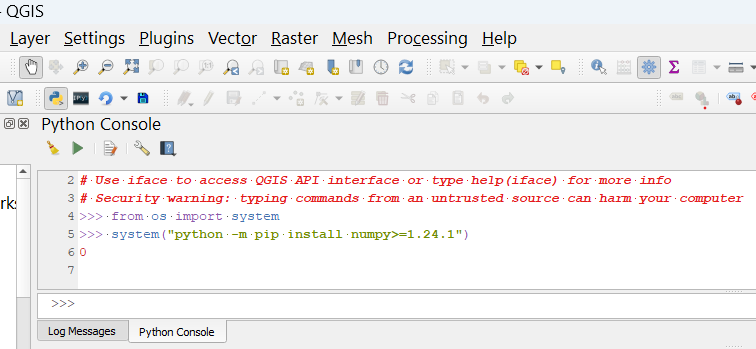 - QGIS
Layer Settings Plugins Vector Raster Mesh Processing Help
Python Console
2 # Use iface to access QGIS API interface or type help(iface) for more info
3 # Security warning: typing commands from an untrusted source can harm your computer
4 >>> from os import system
5 >>> system("python -m pip install numpy>=1.24.1")
6 0
7
>>>
Log Messages Python Console